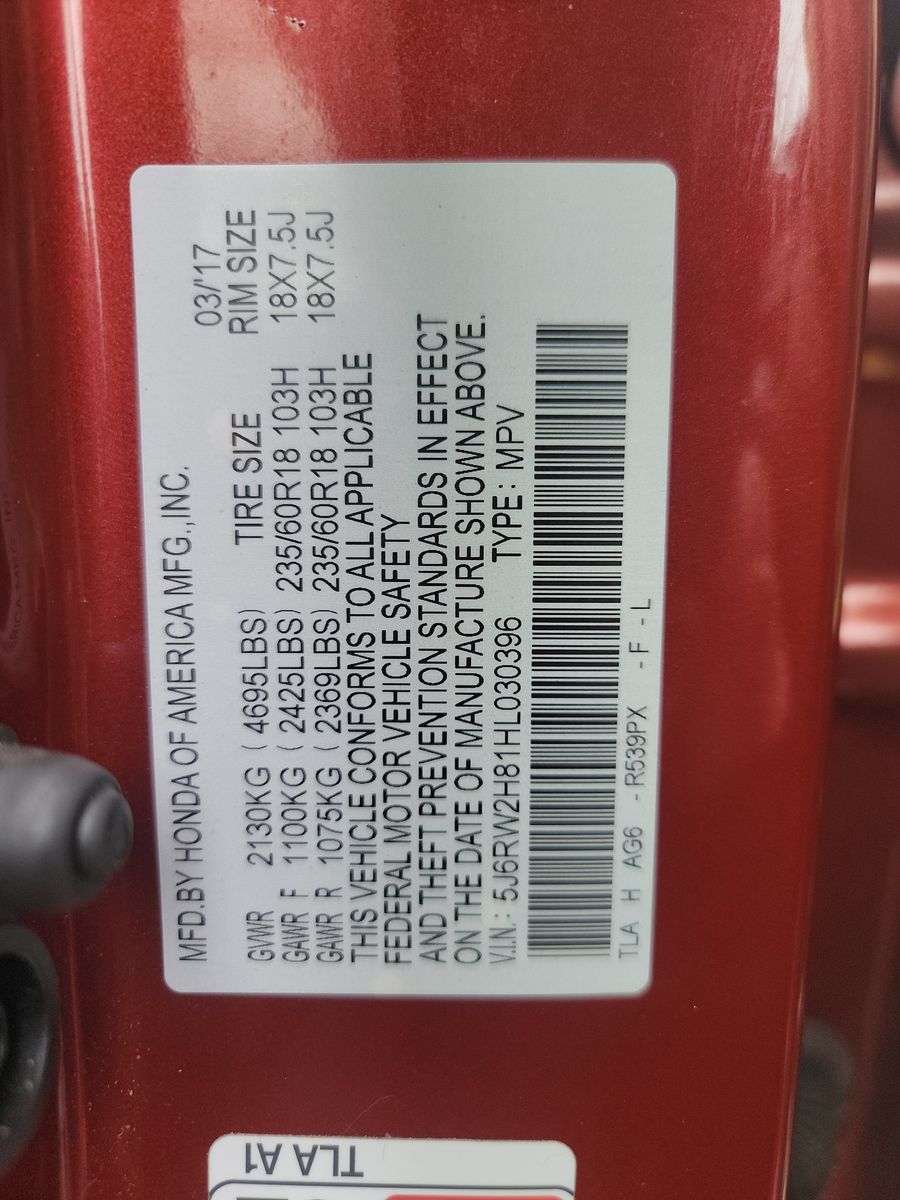 MFD.BY HONDA OF AMERICA MFG.,INC. 03/'17
TIRE SIZE RIM SIZE
GVWR 2130KG ( 4695LBS)
GAWR F 1100KG ( 2425LBS) 235/60R18 103H 18X7.5J
GAWR R 1075KG ( 2369LBS) 235/60R18 103H 18X7.5J
THIS VEHICLE CONFORMS TO ALL APPLICABLE
FEDERAL MOTOR VEHICLE SAFETY
AND THEFT PREVENTION STANDARDS IN EFFECT
ON THE DATE OF MANUFACTURE SHOWN ABOVE.
V.I.N.: 5J6RW2H81HL030396 TYPE: MPV
TLA H AG6 - R539PX - F - L
TLA A1